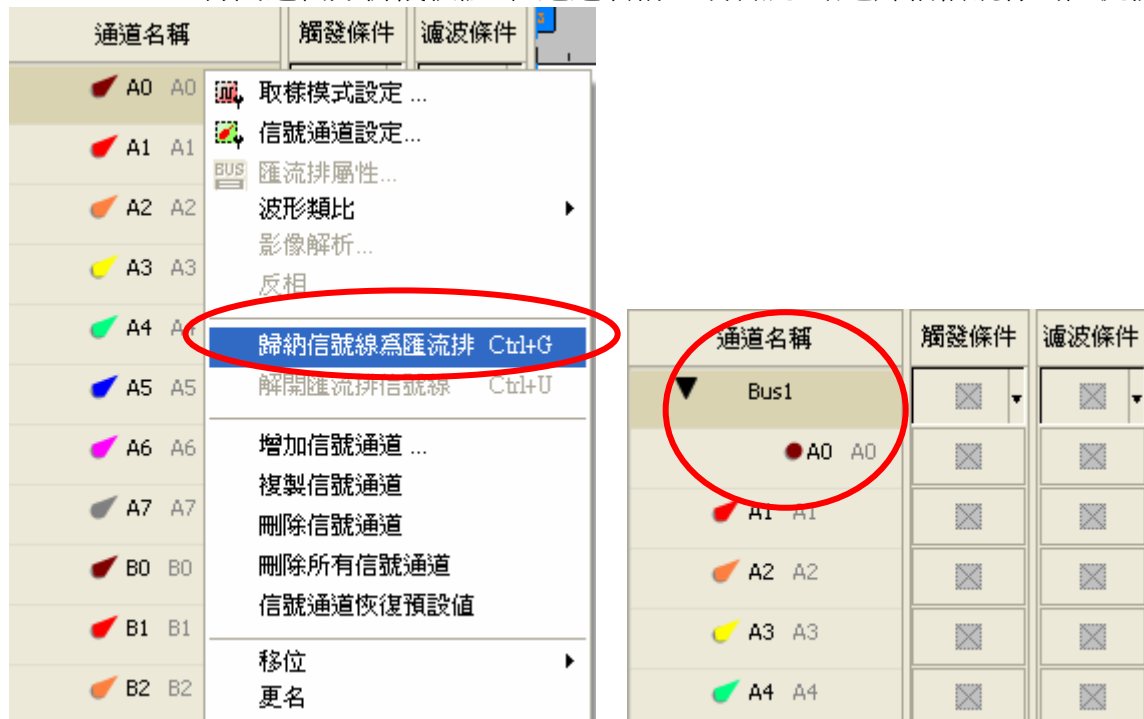 通道名稱 觸發條件 濾波條件
A0 A0
A1 A1
A2 A2
A3 A3
A4
A5 A5
A6 A6
A7 A7
B0 B0
B1 B1
B2 B2
取樣模式設定 ...
信號通道設定...
BUS 匯流排屬性...
波形類比
影像解析...
反相
歸納信號線爲匯流排 Ctrl+G
解開匯流排信號線 Ctrl+U
增加信號通道 ...
複製信號通道
刪除信號通道
刪除所有信號通道
信號通道恢復預設值
移位
更名
通道名稱 觸發條件 濾波條件
Bus1
A0 A0
A1 A1
A2 A2
A3 A3
A4 A4